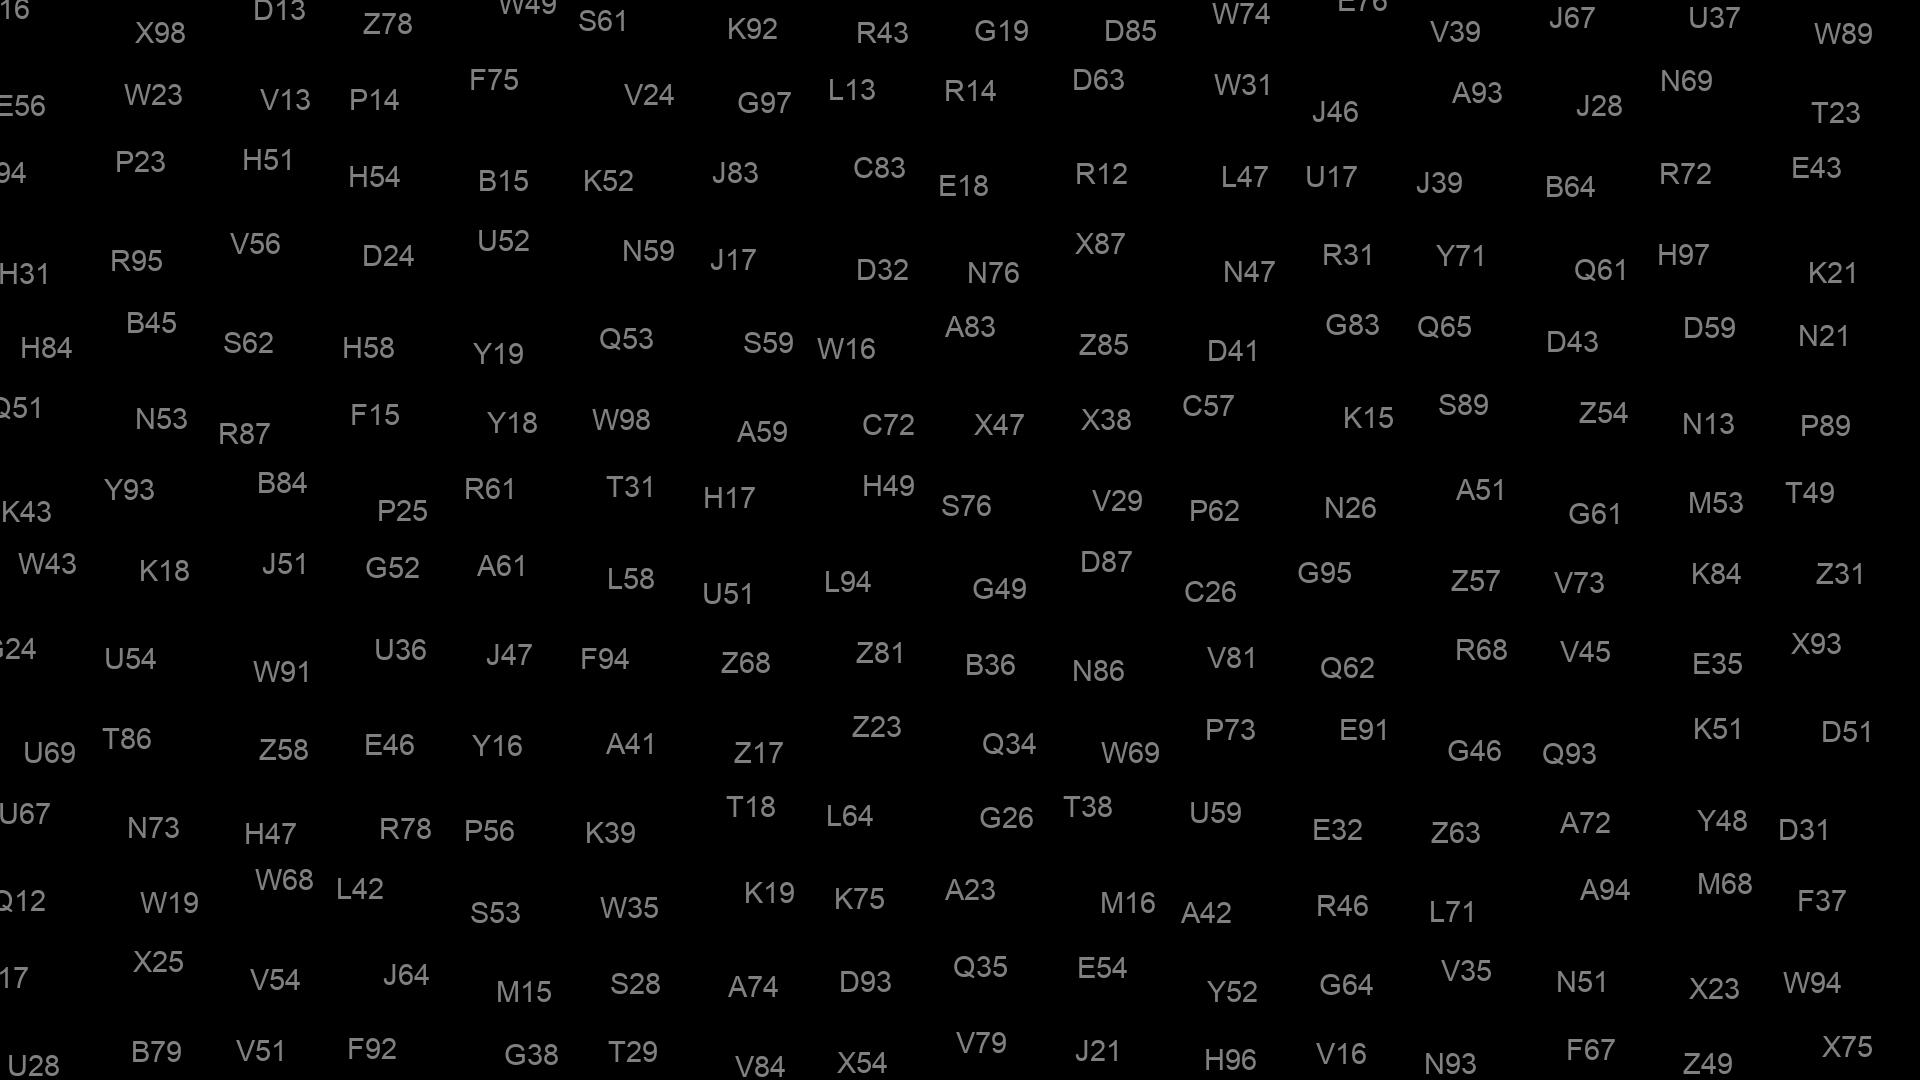 16 X98 D13 Z78 W49 S61 K92 R43 G19 D85 W74 E76 V39 J67 U37 W89
E56 W23 V13 P14 F75 V24 G97 L13 R14 D63 W31 J46 A93 J28 N69 T23
94 P23 H51 H54 B15 K52 J83 C83 E18 R12 L47 U17 J39 B64 R72 E43
H31 R95 V56 D24 U52 N59 J17 D32 N76 X87 N47 R31 Y71 Q61 H97 K21
H84 B45 S62 H58 Y19 Q53 S59 W16 A83 Z85 D41 G83 Q65 D43 D59 N21
Q51 N53 R87 F15 Y18 W98 A59 C72 X47 X38 C57 K15 S89 Z54 N13 P89
K43 Y93 B84 P25 R61 T31 H17 H49 S76 V29 P62 N26 A51 G61 M53 T49
W43 K18 J51 G52 A61 L58 U51 L94 G49 D87 C26 G95 Z57 V73 K84 Z31
24 U54 W91 U36 J47 F94 Z68 Z81 B36 N86 V81 Q62 R68 V45 E35 X93
U69 T86 Z58 E46 Y16 A41 Z17 Z23 Q34 W69 P73 E91 G46 Q93 K51 D51
U67 N73 H47 R78 P56 K39 T18 L64 G26 T38 U59 E32 Z63 A72 Y48 D31
Q12 W19 W68 L42 S53 W35 K19 K75 A23 M16 A42 R46 L71 A94 M68 F37
17 X25 V54 J64 M15 S28 A74 D93 Q35 E54 Y52 G64 V35 N51 X23 W94
U28 B79 V51 F92 G38 T29 V84 X54 V79 J21 H96 V16 N93 F67 Z49 X75